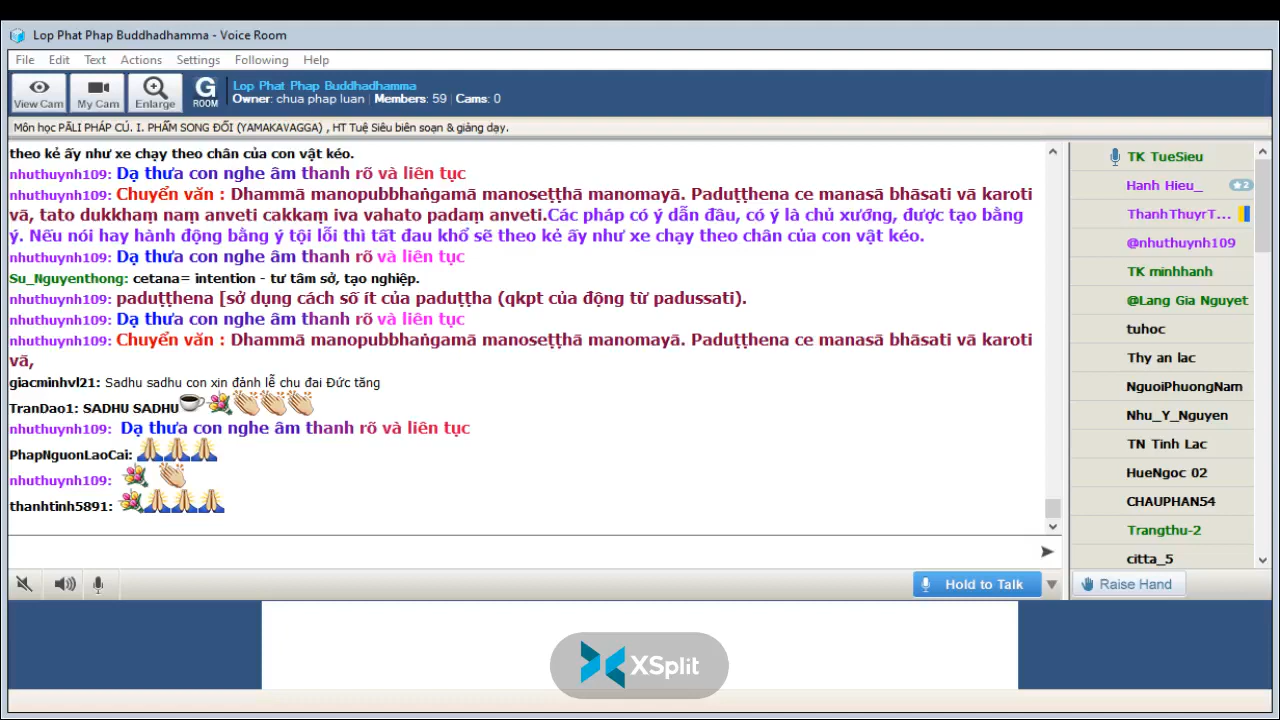 Lop Phat Phap Buddhadhamma - Voice Room
File Edit Text Actions Settings Following Help
View Cam My Cam Enlarge G ROOM
Lop Phat Phap Buddhadhamma
Owner: chua phap luan | Members: 59 | Cams: 0
Môn học PĀLI PHÁP CÚ. I. PHẨM SONG ĐỐI (YAMAKAVAGGA) , HT Tuệ Siêu biên soạn & giảng dạy.
theo kẻ ấy như xe chạy theo chân của con vật kéo.
nhuthuynh109: Dạ thưa con nghe âm thanh rõ và liên tục
nhuthuynh109: Chuyển văn : Dhammā manopubbhaṅgamā manoseṭṭhā manomayā. Paduṭṭhena ce manasā bhāsati vā karoti
vā, tato dukkhaṃ naṃ anveti cakkaṃ iva vahato padaṃ anveti.Các pháp có ý dẫn đầu, có ý là chủ xướng, được tạo bằng
ý. Nếu nói hay hành động bằng ý tội lỗi thì tất đau khổ sẽ theo kẻ ấy như xe chạy theo chân của con vật kéo.
nhuthuynh109: Dạ thưa con nghe âm thanh rõ và liên tục
Su_Nguyenthong: cetana= intention - tư tâm sở, tạo nghiệp.
nhuthuynh109: paduṭṭhena [sở dụng cách số ít của paduṭṭha (qkpt của động từ padussati).
nhuthuynh109: Dạ thưa con nghe âm thanh rõ và liên tục
nhuthuynh109: Chuyển văn : Dhammā manopubbhaṅgamā manoseṭṭhā manomayā. Paduṭṭhena ce manasā bhāsati vā karoti
vā,
giacminhvl21: Sadhu sadhu con xin đảnh lễ chu đại Đức tăng
TranDao1: SADHU SADHU
nhuthuynh109: Dạ thưa con nghe âm thanh rõ và liên tục
PhapNguonLaoCai:
nhuthuynh109:
thanhtinh5891:
TK TueSieu
Hanh Hieu_ 2
ThanhThuyrT...
@nhuthuynh109
TK minhhanh
@Lang Gia Nguyet
tuhoc
Thy an lac
NguoiPhuongNam
Nhu_Y_Nguyen
TN Tinh Lac
HueNgoc 02
CHAUPHAN54
Trangthu-2
citta_5
Hold to Talk
Raise Hand
XSplit